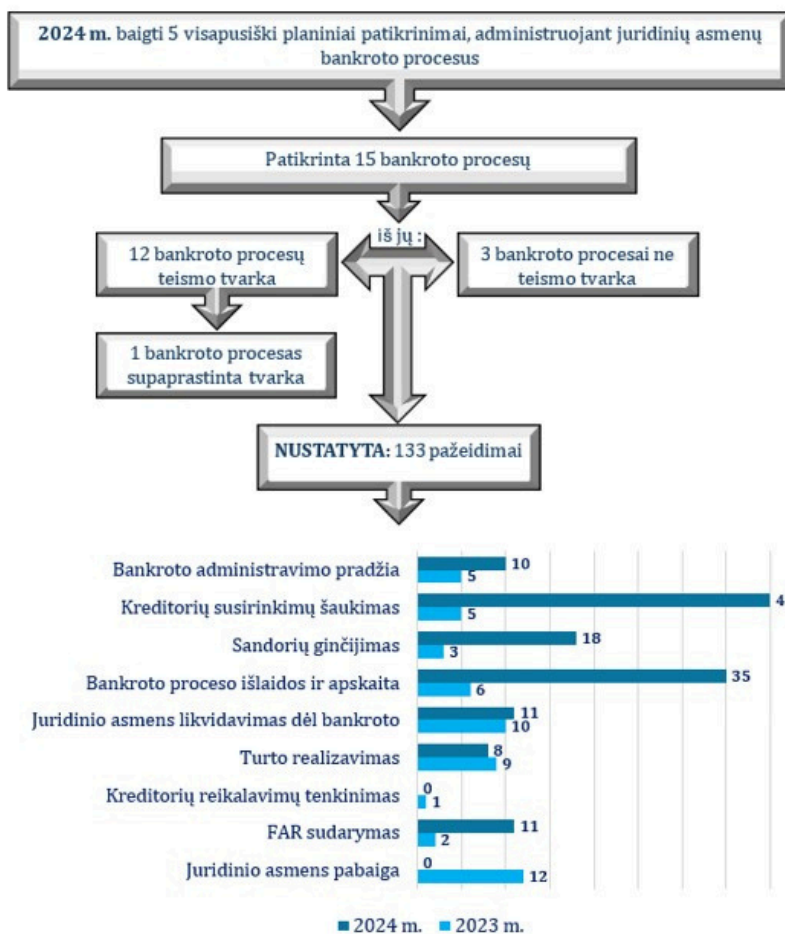 2024 m. baigti 5 visapusiški planiniai patikrinimai, administruojant juridinių asmenų
bankroto procesus
Patikrinta 15 bankroto procesų
iš jų :
12 bankroto procesų
teismo tvarka
3 bankroto procesai ne
teismo tvarka
1 bankroto procesas
supaprastinta tvarka
NUSTATYTA: 133 pažeidimai
Bankroto administravimo pradžia
10
5
Kreditorių susirinkimų šaukimas
4
5
Sandorių ginčijimas
18
3
Bankroto proceso išlaidos ir apskaita
35
6
Juridinio asmens likvidavimas dėl bankroto
11
10
Turto realizavimas
8
9
Kreditorių reikalavimų tenkinimas
0
1
FAR sudarymas
11
2
Juridinio asmens pabaiga
0
12
2024 m.
2023 m.